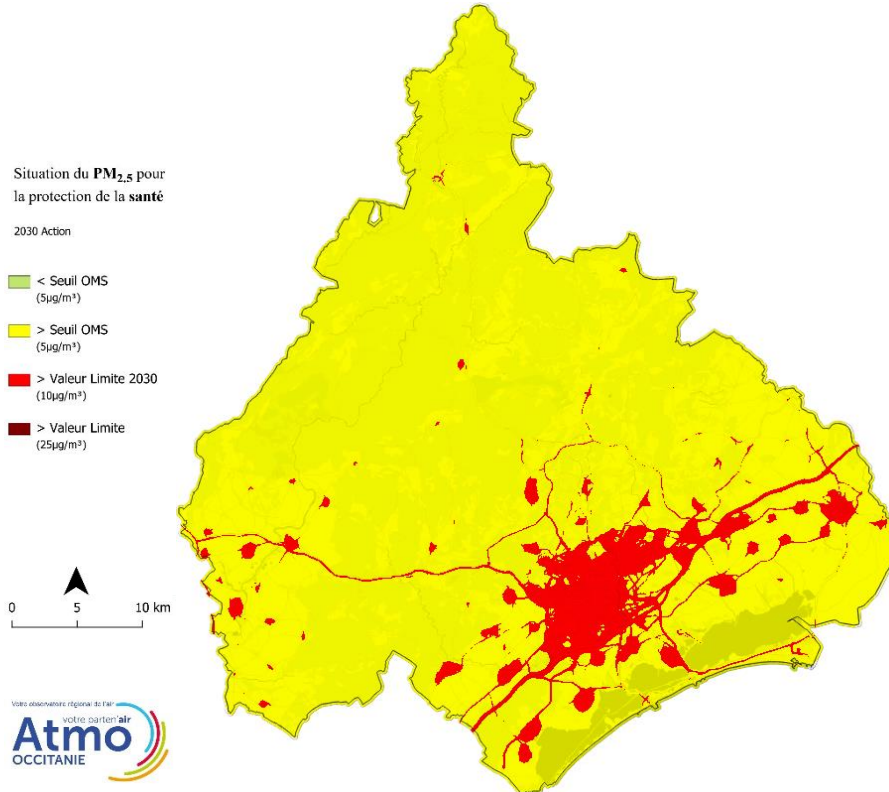 Situation du PM2,5 pour
la protection de la santé
2030 Action
< Seuil OMS
(5µg/m³)
> Seuil OMS
(5µg/m³)
> Valeur Limite 2030
(10µg/m³)
> Valeur Limite
(25µg/m³)
0 5 10 km
Votre observatoire régional de l'air
votre parten'air
Atmo
OCCITANIE